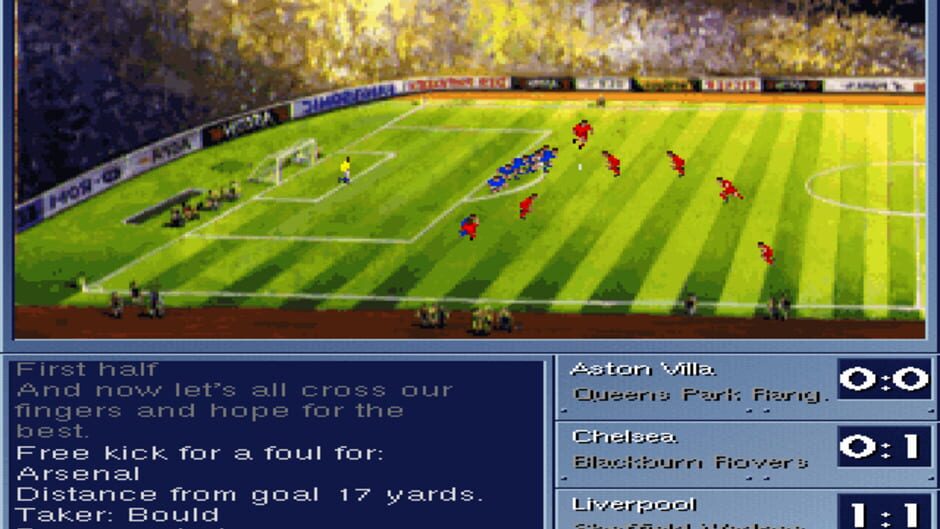 First half
And now let's all cross our
fingers and hope for the
best.
Free kick for a foul for:
Arsenal
Distance from goal 17 yards.
Taker: Bould
Aston Villa 0:0
Queens Park Rang.
Chelsea 0:1
Blackburn Rovers
Liverpool 1:1